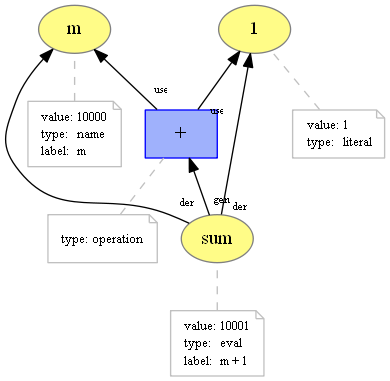 m
1
use
use
value: 10000
type: name
label: m
+
value: 1
type: literal
der
gen
der
type: operation
sum
value: 10001
type: eval
label: m + 1